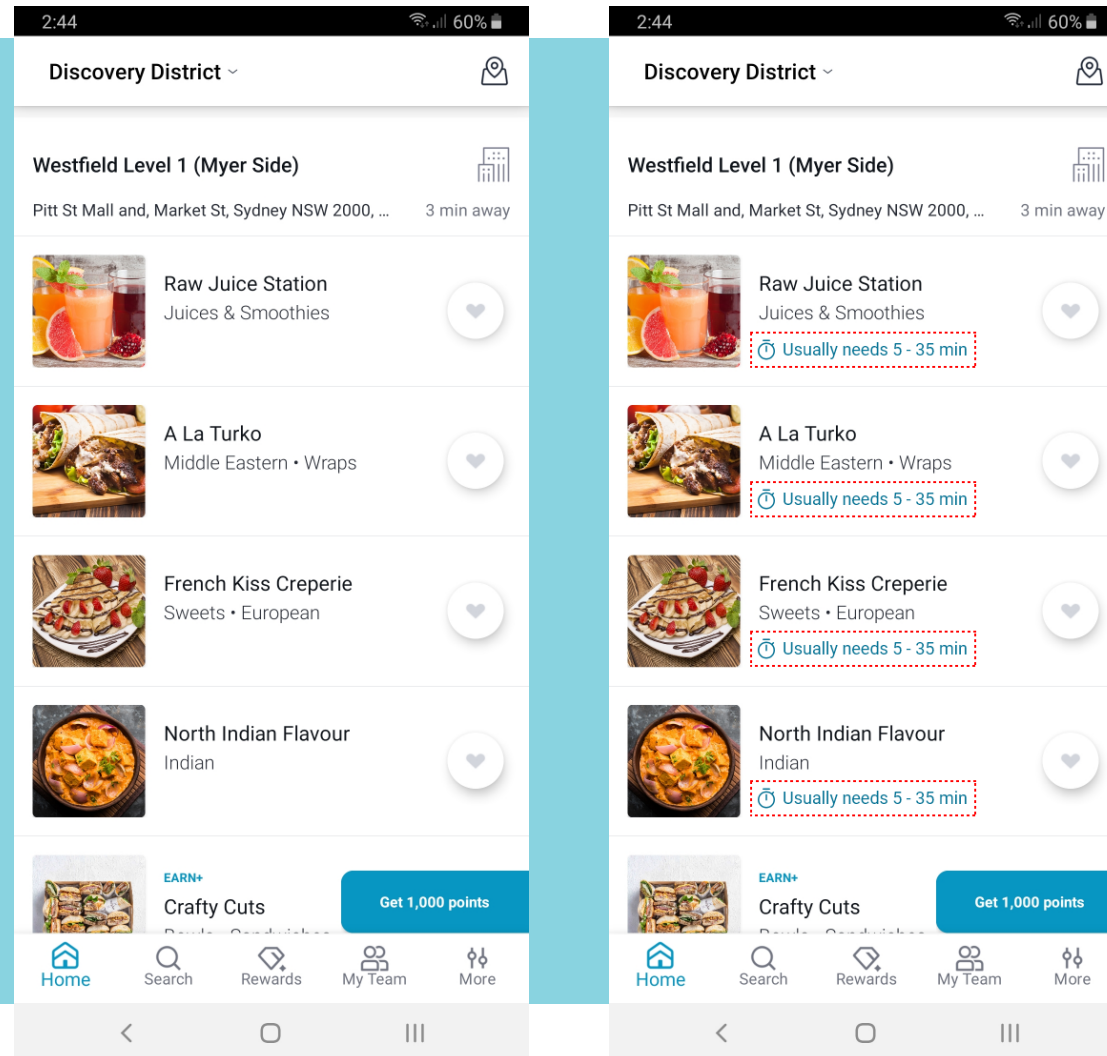 2:44
60%
Discovery District
Westfield Level 1 (Myer Side)
Pitt St Mall and, Market St, Sydney NSW 2000, ...
3 min away
Raw Juice Station
Juices & Smoothies
A La Turko
Middle Eastern • Wraps
French Kiss Creperie
Sweets • European
North Indian Flavour
Indian
EARN+
Crafty Cuts
Get 1,000 points
Home
Search
Rewards
My Team
More
2:44
60%
Discovery District
Westfield Level 1 (Myer Side)
Pitt St Mall and, Market St, Sydney NSW 2000, ...
3 min away
Raw Juice Station
Juices & Smoothies
Usually needs 5 - 35 min
A La Turko
Middle Eastern • Wraps
Usually needs 5 - 35 min
French Kiss Creperie
Sweets • European
Usually needs 5 - 35 min
North Indian Flavour
Indian
Usually needs 5 - 35 min
EARN+
Crafty Cuts
Get 1,000 points
Home
Search
Rewards
My Team
More